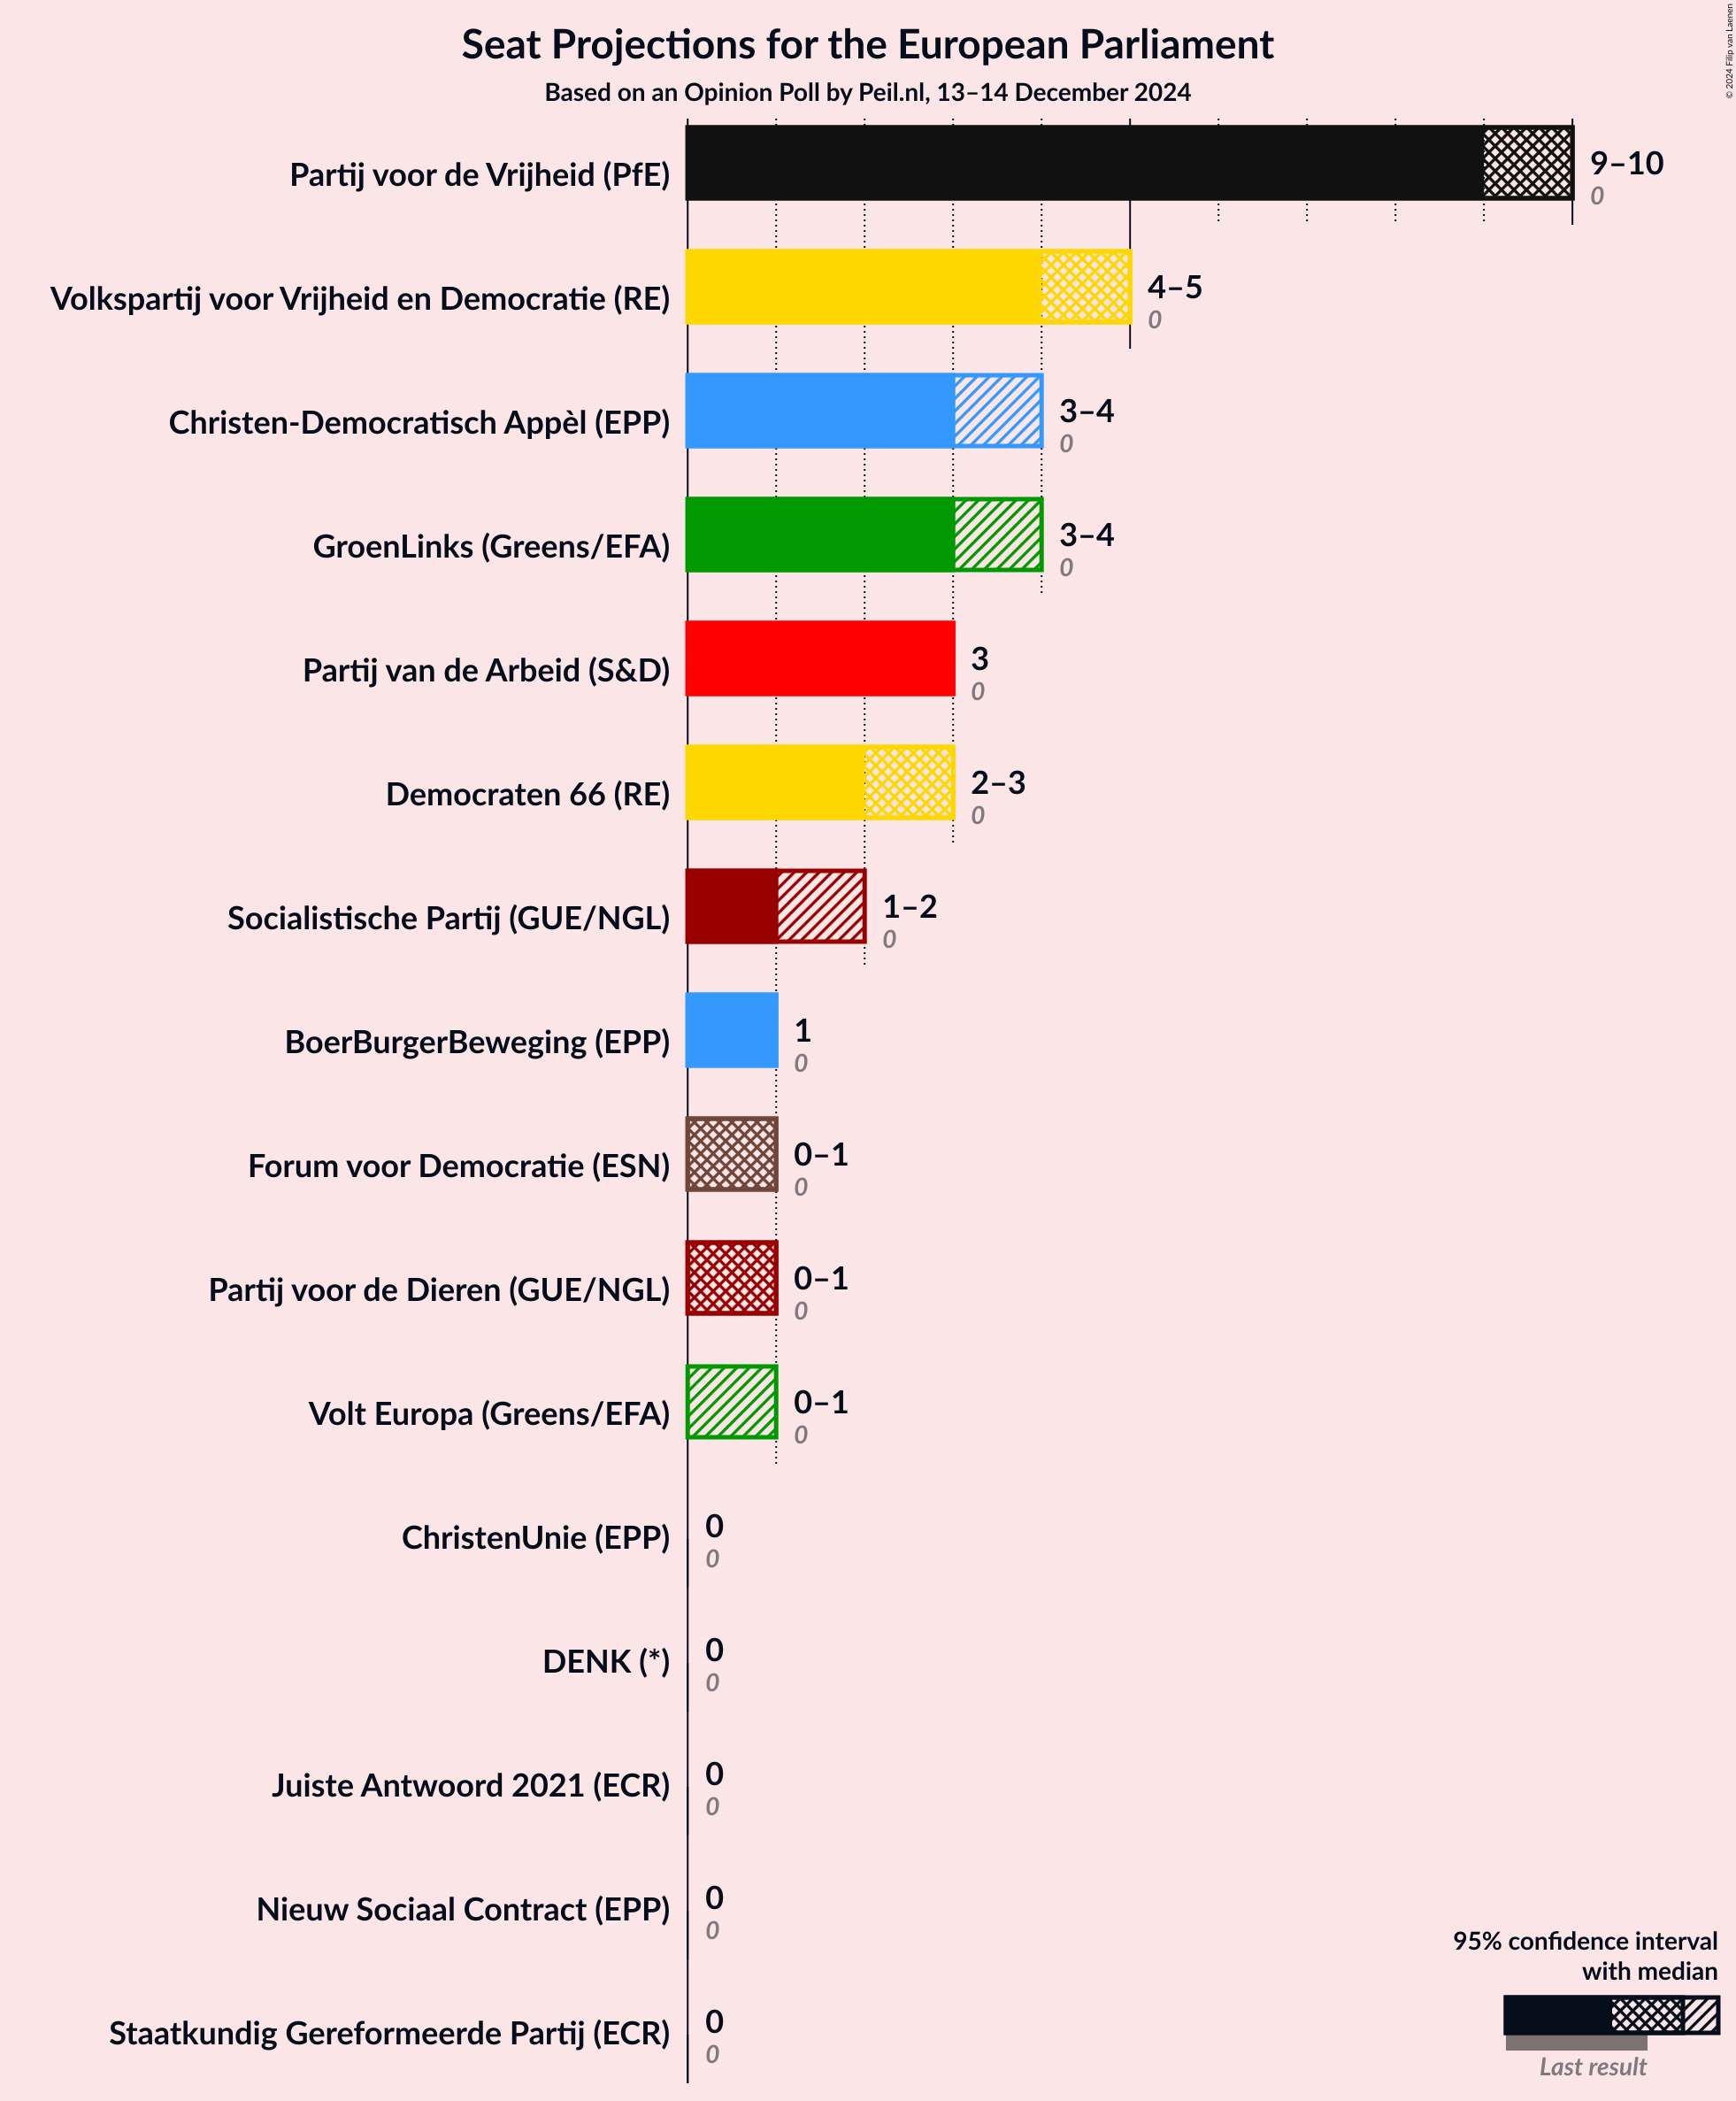 Seat Projections for the European Parliament
Based on an Opinion Poll by Peil.nl, 13–14 December 2024
© 2024 Filip van Laenen
Partij voor de Vrijheid (PfE)
9–10
0
Volkspartij voor Vrijheid en Democratie (RE)
4–5
0
Christen-Democratisch Appèl (EPP)
3–4
0
GroenLinks (Greens/EFA)
3–4
0
Partij van de Arbeid (S&D)
3
0
Democraten 66 (RE)
2–3
0
Socialistische Partij (GUE/NGL)
1–2
0
BoerBurgerBeweging (EPP)
1
0
Forum voor Democratie (ESN)
0–1
0
Partij voor de Dieren (GUE/NGL)
0–1
0
Volt Europa (Greens/EFA)
0–1
0
ChristenUnie (EPP)
0
0
DENK (*)
0
0
Juiste Antwoord 2021 (ECR)
0
0
Nieuw Sociaal Contract (EPP)
0
0
Staatkundig Gereformeerde Partij (ECR)
0
0
95% confidence interval
with median
Last result